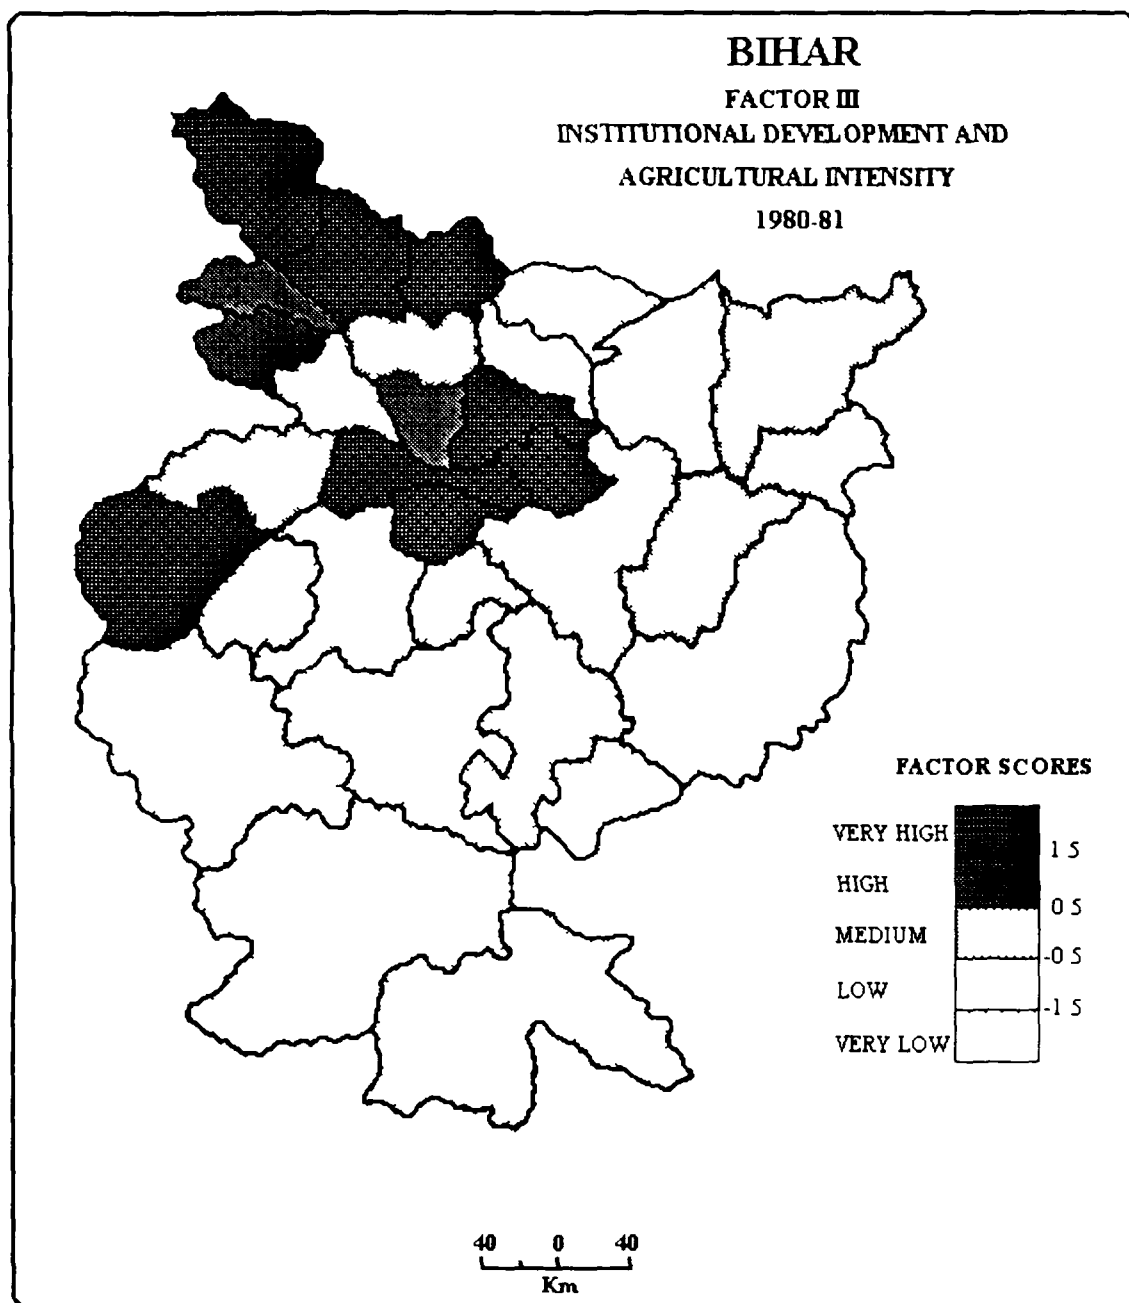 BIHAR
FACTOR III
INSTITUTIONAL DEVELOPMENT AND
AGRICULTURAL INTENSITY
1980-81
FACTOR SCORES
VERY HIGH
1 5
HIGH
0 5
MEDIUM
-0 5
LOW
-1 5
VERY LOW
40 0 40
Km